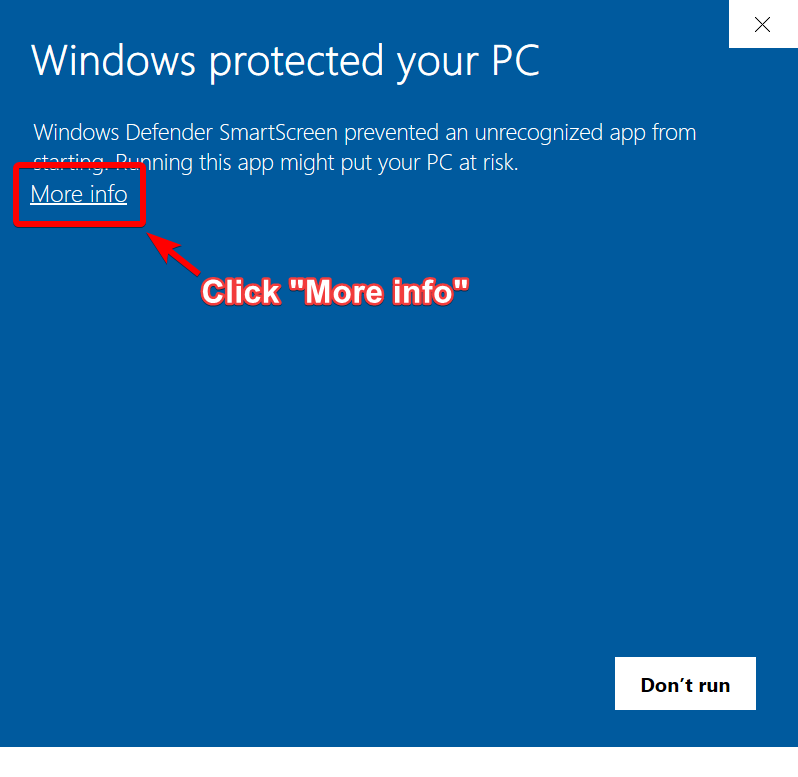 Windows protected your PC
Windows Defender SmartScreen prevented an unrecognized app from
starting. Running this app might put your PC at risk.
More info
Click "More info"
Don't run